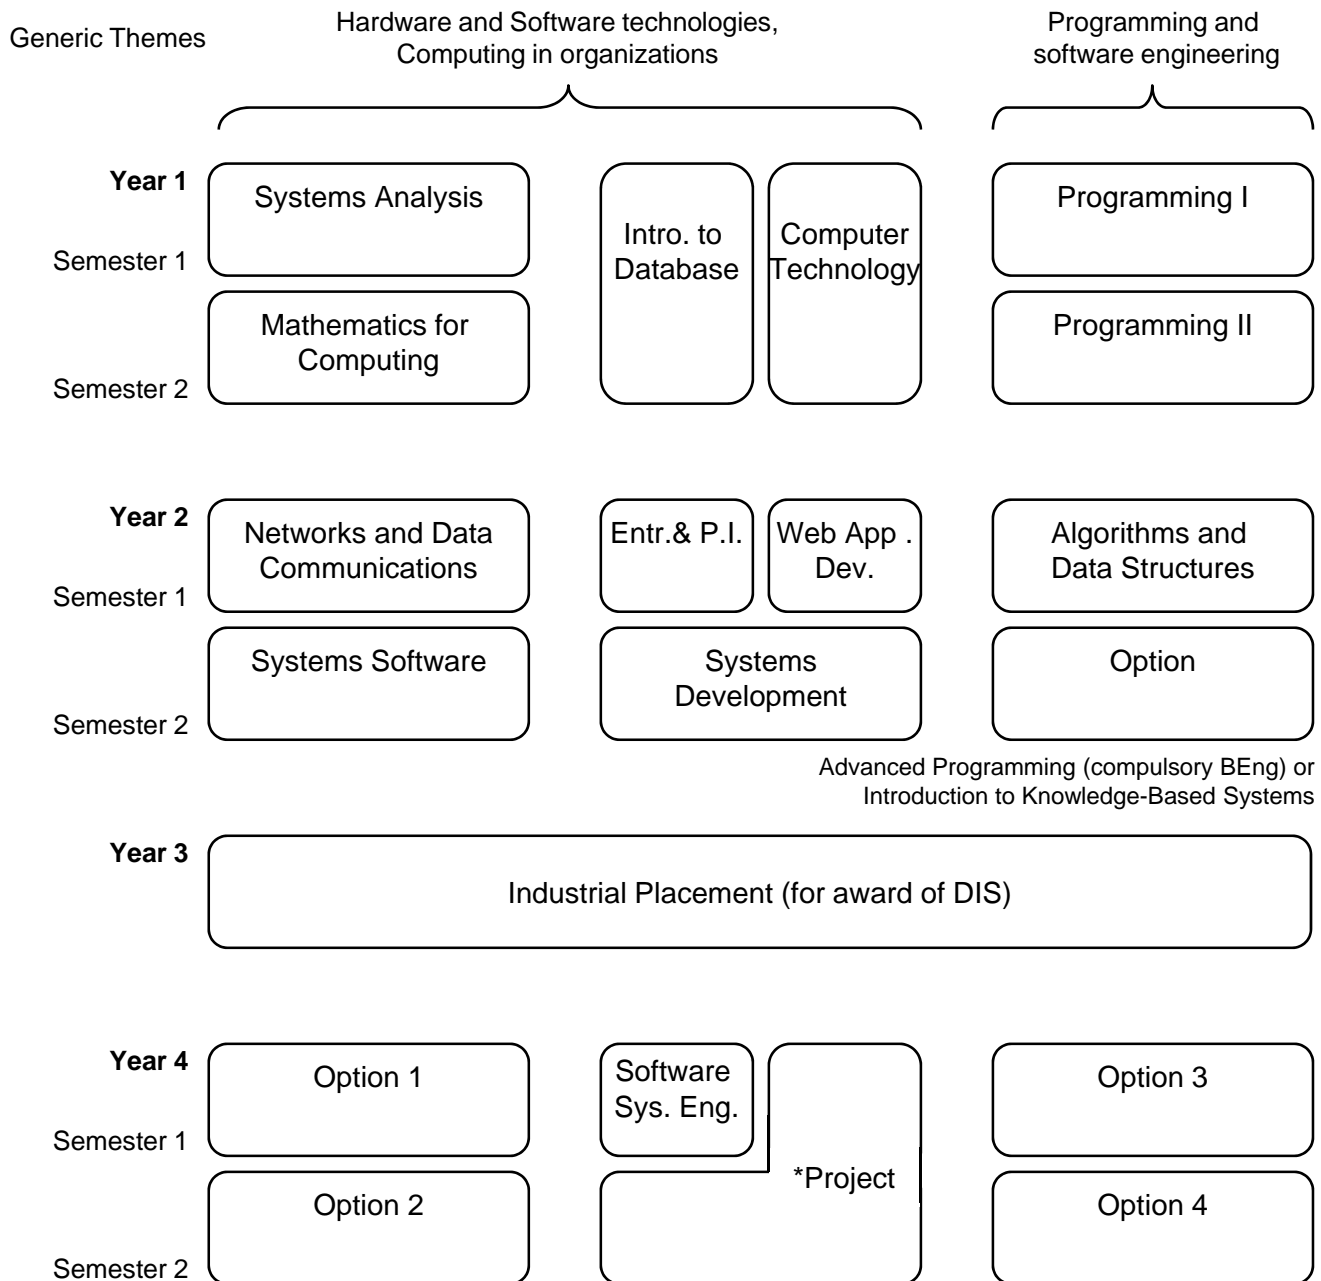 Generic Themes
Hardware and Software technologies,
Computing in organizations
Programming and
software engineering
Year 1
Semester 1
Semester 2
Systems Analysis
Mathematics for
Computing
Intro. to
Database
Computer
Technology
Programming I
Programming II
Year 2
Semester 1
Semester 2
Networks and Data
Communications
Systems Software
Entr.& P.I.
Web App .
Dev.
Systems
Development
Algorithms and
Data Structures
Option
Advanced Programming (compulsory BEng) or
Introduction to Knowledge-Based Systems
Year 3
Industrial Placement (for award of DIS)
Year 4
Semester 1
Semester 2
Option 1
Option 2
Software
Sys. Eng.
*Project
Option 3
Option 4